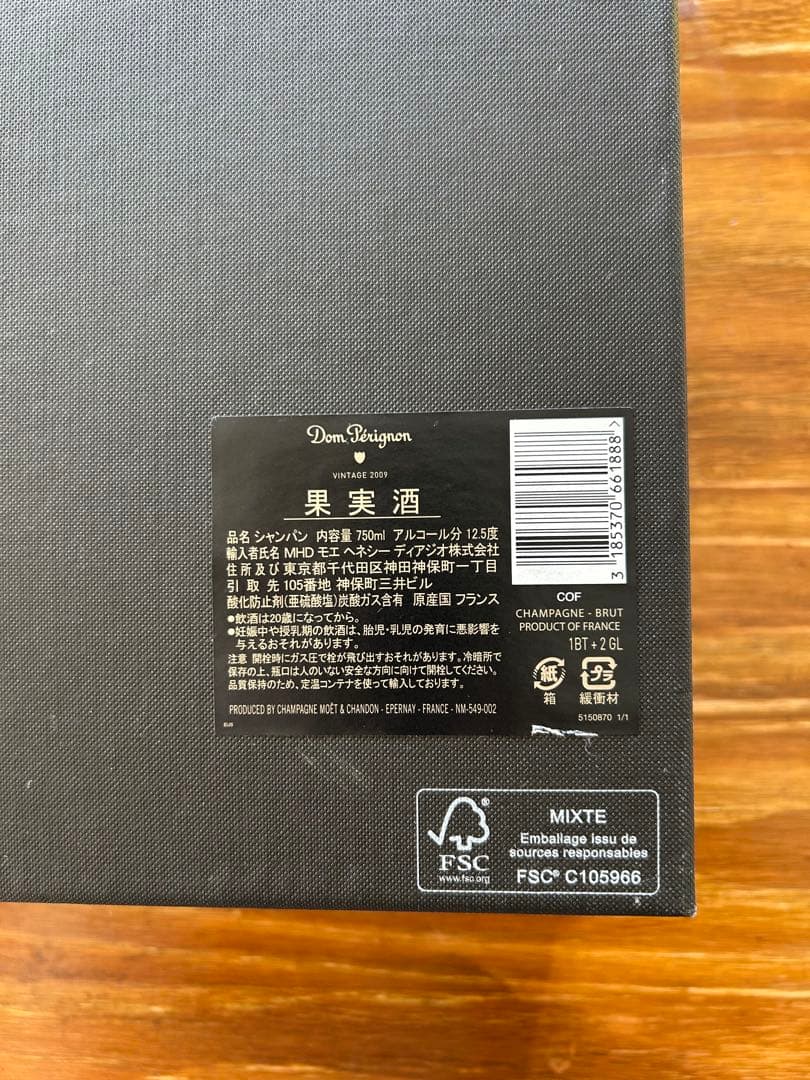 Dom Pérignon
VINTAGE 2009
果実酒
品名 シャンパン 内容量 750ml アルコール分 12.5度
輸入者氏名 MHD モエ ヘネシー ディアジオ株式会社
住所及び 東京都千代田区神田神保町一丁目
引取先 105番地 神保町三井ビル
酸化防止剤(亜硫酸塩)炭酸ガス含有 原産国 フランス
●飲酒は20歳になってから。
●妊娠中や授乳期の飲酒は、胎児・乳児の発育に悪影響を
与えるおそれがあります。
注意 開栓時にガス圧で栓が飛び出すおそれがあります。冷暗所で
保存の上、瓶口は人のいない安全な方向に向けて開栓してください。
品質保持のため、定温コンテナを使って輸入しております。
PRODUCED BY CHAMPAGNE MOËT & CHANDON - EPERNAY - FRANCE - NM-549-002
3 185370 661888 >
COF
CHAMPAGNE - BRUT
PRODUCT OF FRANCE
1BT + 2 GL
紙 プラ
箱 緩衝材
5150870 1/1
FSC®
www.fsc.org
MIXTE
Emballage issu de
sources responsables
FSC® C105966